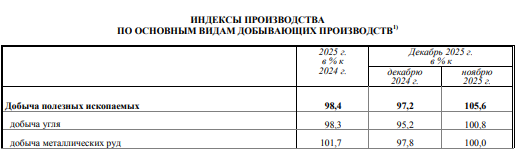 ИНДЕКСЫ ПРОИЗВОДСТВА
ПО ОСНОВНЫМ ВИДАМ ДОБЫВАЮЩИХ ПРОИЗВОДСТВ1)
2025 г. в % к 2024 г.
Декабрь 2025 г. в % к
декабрю 2024 г.
ноябрю 2025 г.
Добыча полезных ископаемых 98,4 97,2 105,6
добыча угля 98,3 95,2 100,8
добыча металлических руд 101,7 97,8 100,0